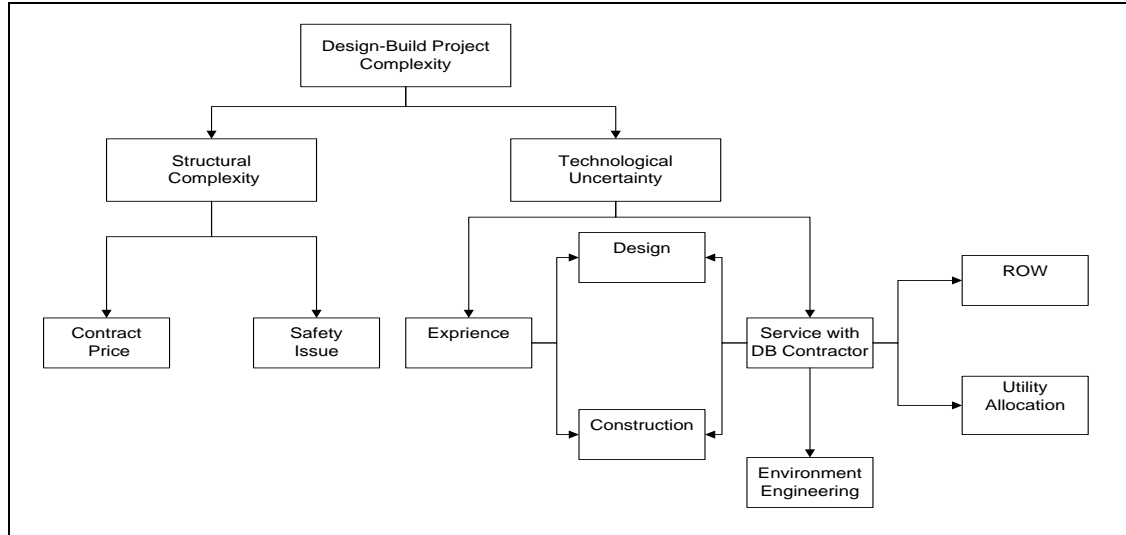 Design-Build Project
Complexity
Structural
Complexity
Technological
Uncertainty
Design
ROW
Contract
Price
Safety
Issue
Exprience
Service with
DB Contractor
Utility
Allocation
Construction
Environment
Engineering